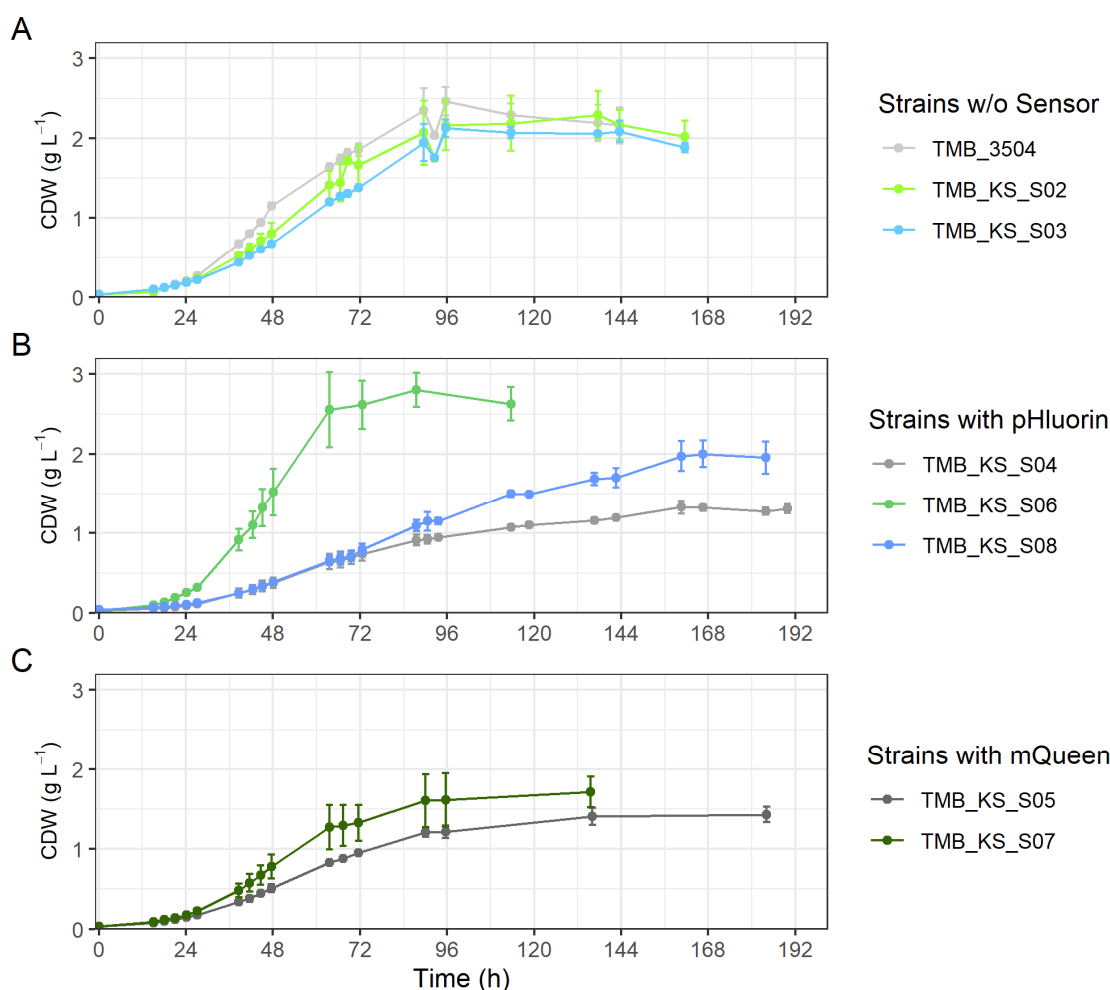 A
CDW (g L⁻¹)
3
2
1
0
0 24 48 72 96 120 144 168 192
Strains w/o Sensor
TMB_3504
TMB_KS_S02
TMB_KS_S03
B
CDW (g L⁻¹)
3
2
1
0
0 24 48 72 96 120 144 168 192
Strains with pHluorin
TMB_KS_S04
TMB_KS_S06
TMB_KS_S08
C
CDW (g L⁻¹)
3
2
1
0
0 24 48 72 96 120 144 168 192
Time (h)
Strains with mQueen
TMB_KS_S05
TMB_KS_S07